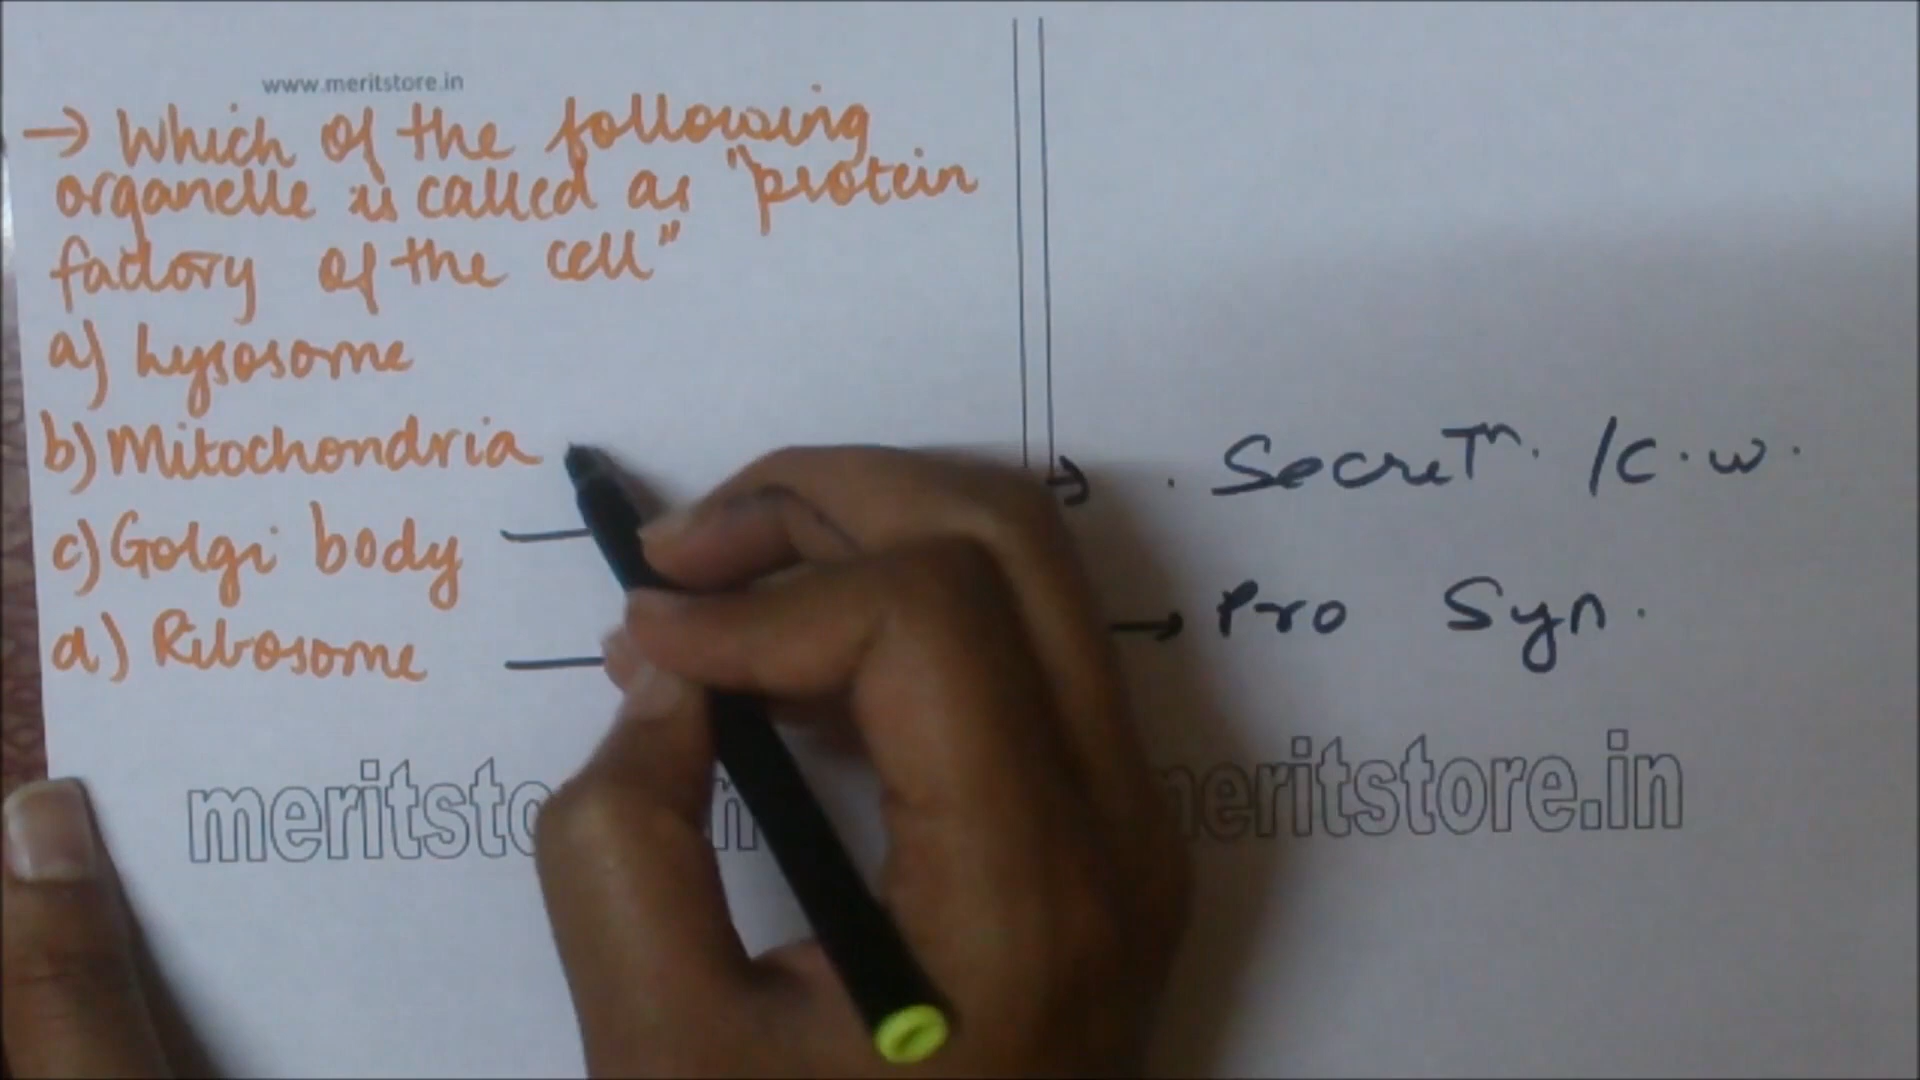 www.meritstore.in
→ Which of the following
organelle is called as "protein
factory of the cell"
a) Lysosome
b) Mitochondria
c) Golgi body
d) Ribosome
→ . SecreTn. / C.W.
→ Pro Syn.
meritsto n
meritstore.in